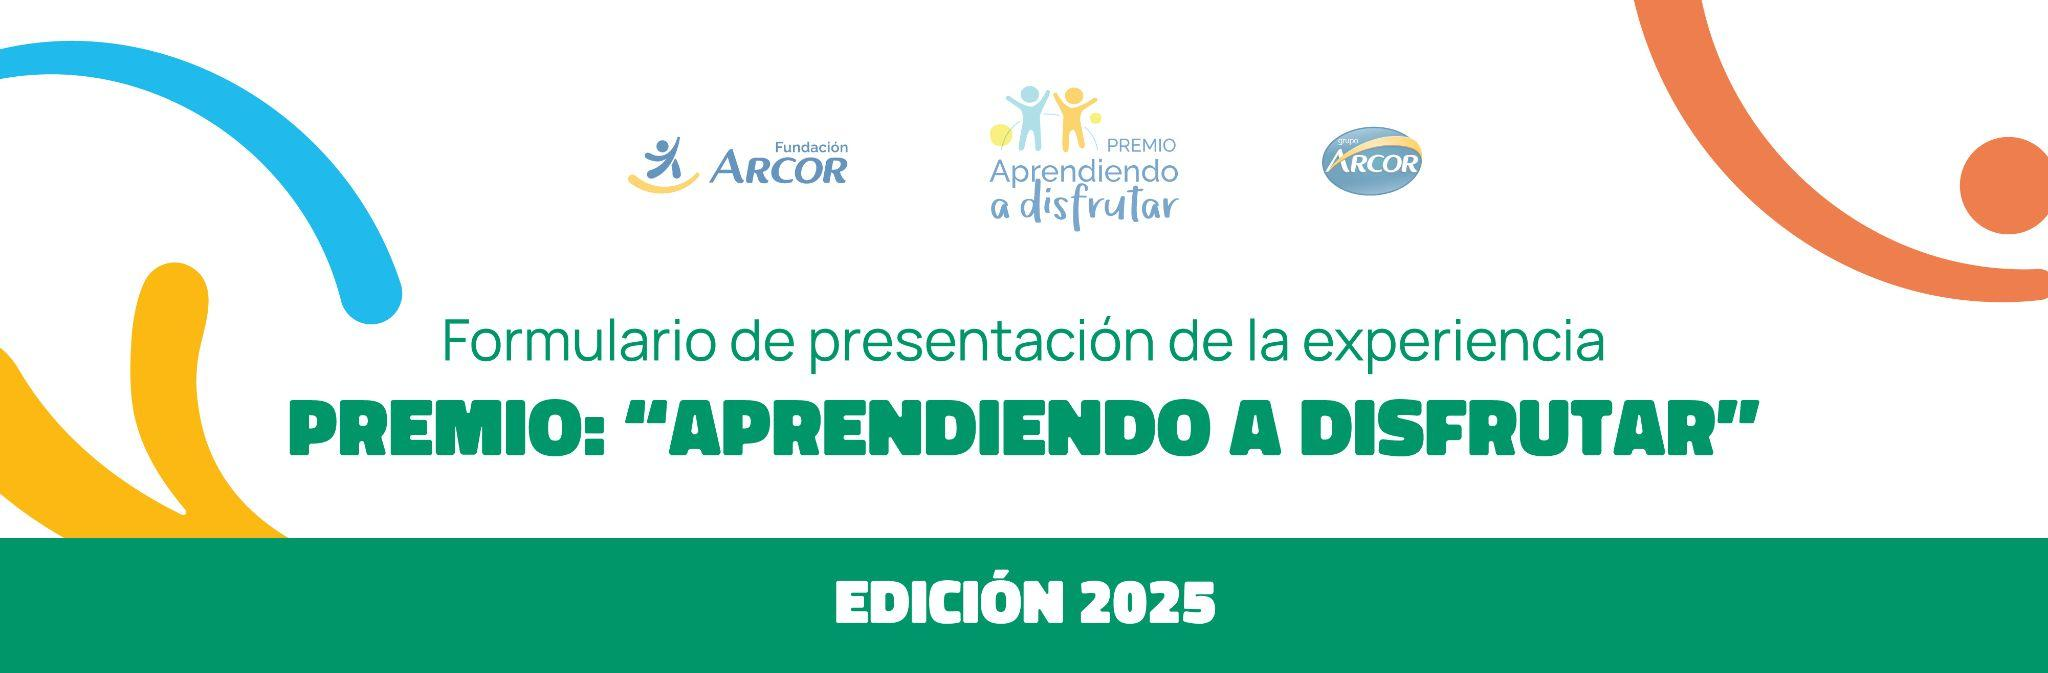 Fundación
ARCOR
PREMIO
Aprendiendo
a disfrutar
grupo
ARCOR
Formulario de presentación de la experiencia
PREMIO: “APRENDIENDO A DISFRUTAR”
EDICIÓN 2025